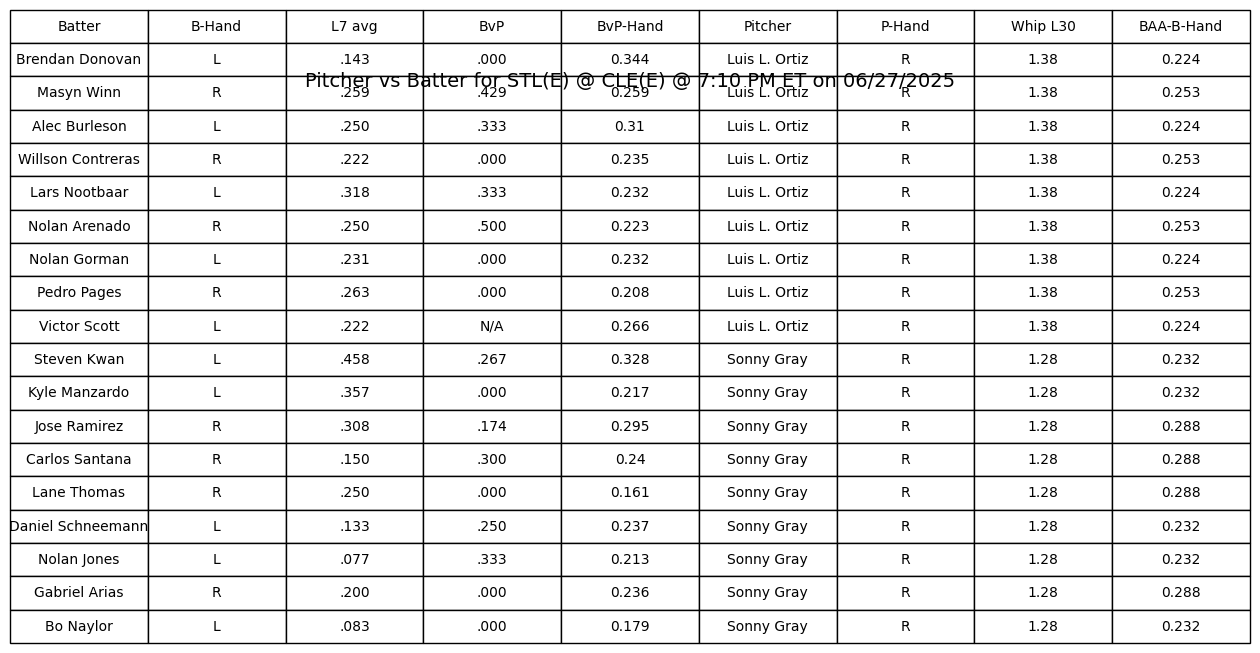 Batter B-Hand L7 avg BvP BvP-Hand Pitcher P-Hand Whip L30 BAA-B-Hand
Brendan Donovan L .143 .000 0.344 Luis L. Ortiz R 1.38 0.224
Pitcher vs Batter for STL(E) @ CLE(E) @ 7:10 PM ET on 06/27/2025
Masyn Winn R .259 .429 0.259 Luis L. Ortiz R 1.38 0.253
Alec Burleson L .250 .333 0.31 Luis L. Ortiz R 1.38 0.224
Willson Contreras R .222 .000 0.235 Luis L. Ortiz R 1.38 0.253
Lars Nootbaar L .318 .333 0.232 Luis L. Ortiz R 1.38 0.224
Nolan Arenado R .250 .500 0.223 Luis L. Ortiz R 1.38 0.253
Nolan Gorman L .231 .000 0.232 Luis L. Ortiz R 1.38 0.224
Pedro Pages R .263 .000 0.208 Luis L. Ortiz R 1.38 0.253
Victor Scott L .222 N/A 0.266 Luis L. Ortiz R 1.38 0.224
Steven Kwan L .458 .267 0.328 Sonny Gray R 1.28 0.232
Kyle Manzardo L .357 .000 0.217 Sonny Gray R 1.28 0.232
Jose Ramirez R .308 .174 0.295 Sonny Gray R 1.28 0.288
Carlos Santana R .150 .300 0.24 Sonny Gray R 1.28 0.288
Lane Thomas R .250 .000 0.161 Sonny Gray R 1.28 0.288
Daniel Schneemann L .133 .250 0.237 Sonny Gray R 1.28 0.232
Nolan Jones L .077 .333 0.213 Sonny Gray R 1.28 0.232
Gabriel Arias R .200 .000 0.236 Sonny Gray R 1.28 0.288
Bo Naylor L .083 .000 0.179 Sonny Gray R 1.28 0.232